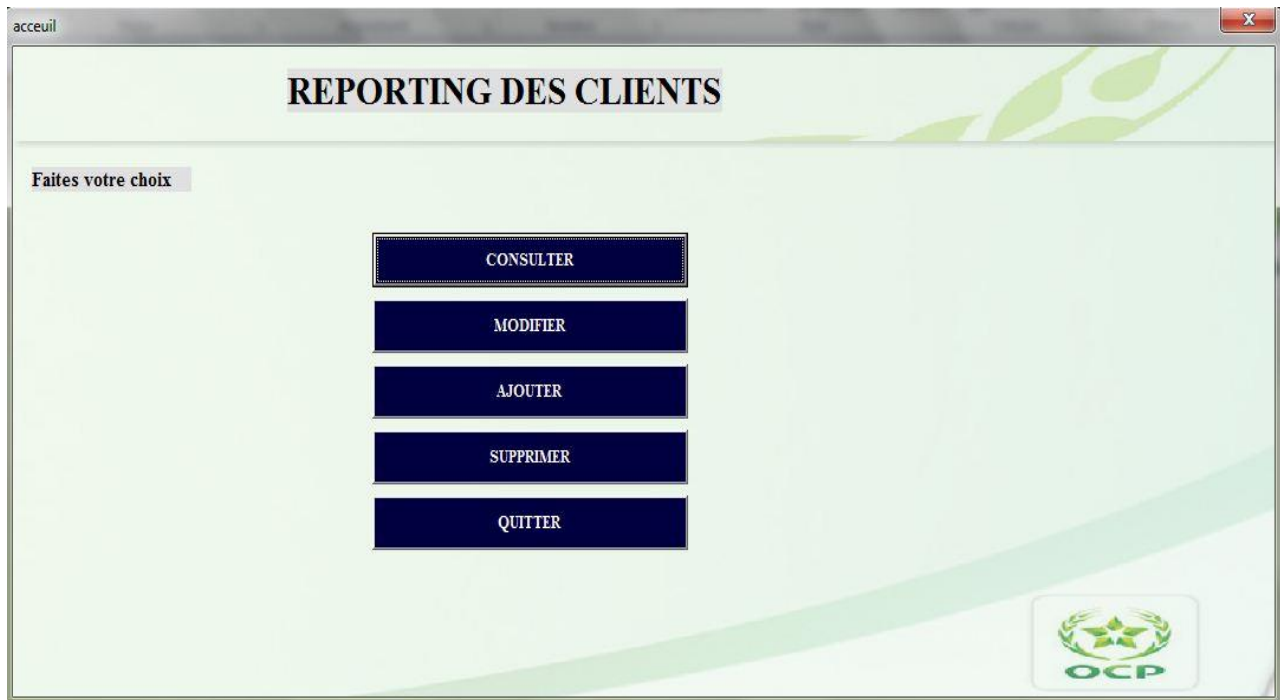 acceuil
REPORTING DES CLIENTS
Faites votre choix
CONSULTER
MODIFIER
AJOUTER
SUPPRIMER
QUITTER
OCP